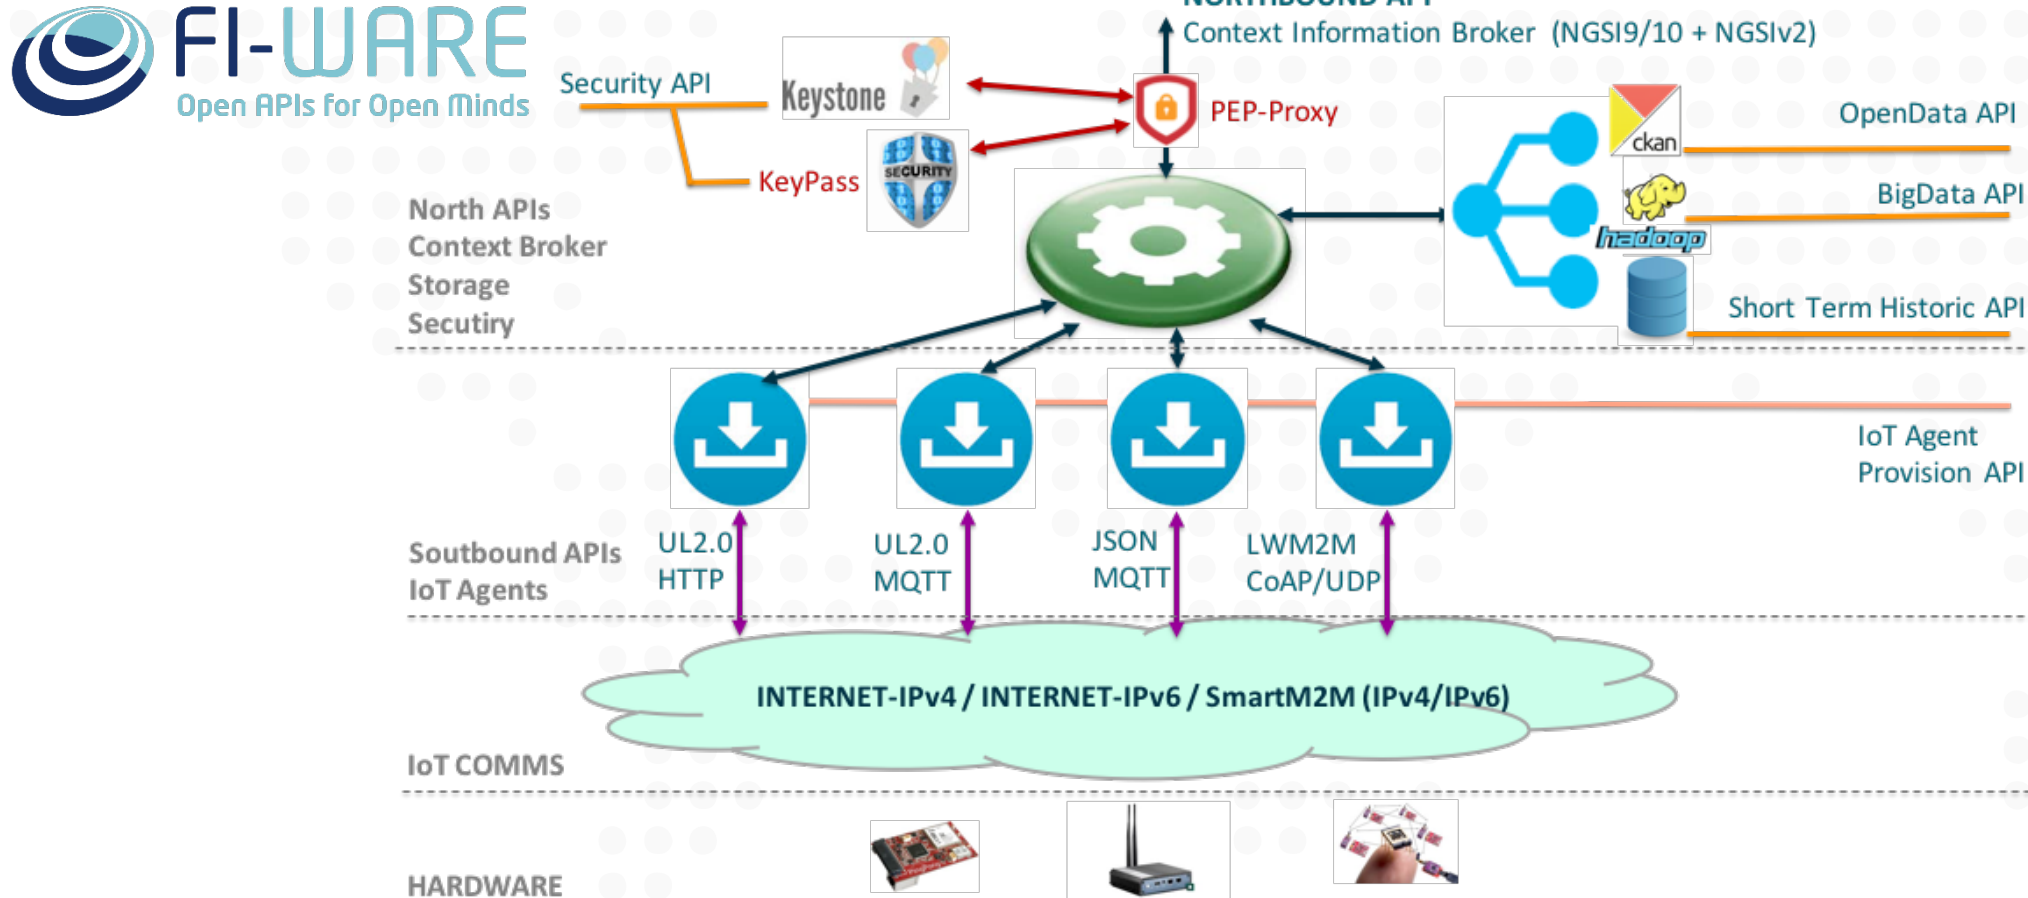 FI-WARE
Open APIs for Open Minds
NORTHBOUND API
Context Information Broker (NGSI9/10 + NGSIv2)
Security API
Keystone
PEP-Proxy
KeyPass
SECURITY
ckan
OpenData API
BigData API
hadoop
Short Term Historic API
North APIs
Context Broker
Storage
Secutiry
IoT Agent
Provision API
Soutbound APIs
IoT Agents
UL2.0
HTTP
UL2.0
MQTT
JSON
MQTT
LWM2M
CoAP/UDP
INTERNET-IPv4 / INTERNET-IPv6 / SmartM2M (IPv4/IPv6)
IoT COMMS
HARDWARE